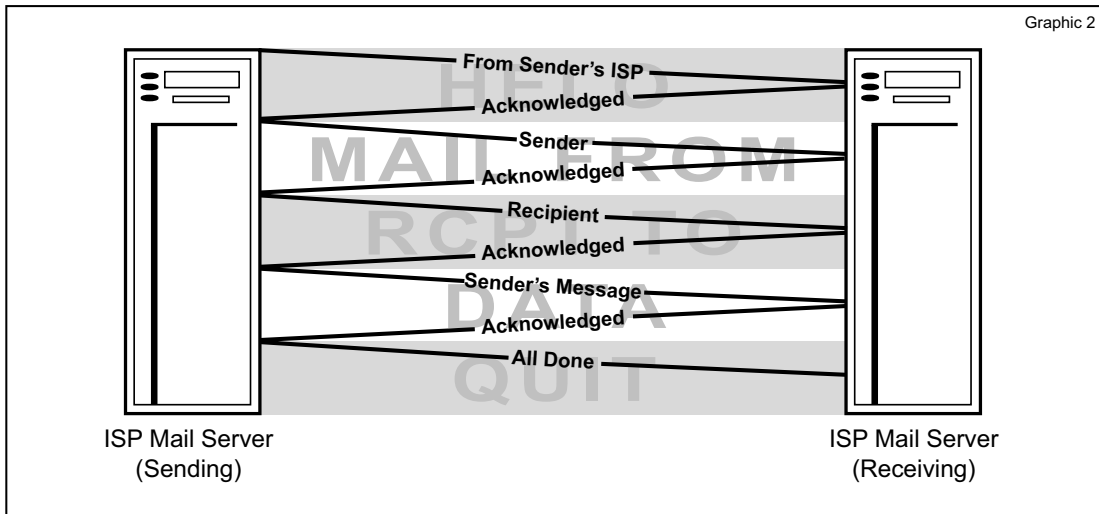 Graphic 2
From Sender's ISP
HELO
Acknowledged
Sender
MAIL FROM
Acknowledged
Recipient
RCPT TO
Acknowledged
Sender's Message
DATA
Acknowledged
All Done
QUIT
ISP Mail Server
(Sending)
ISP Mail Server
(Receiving)